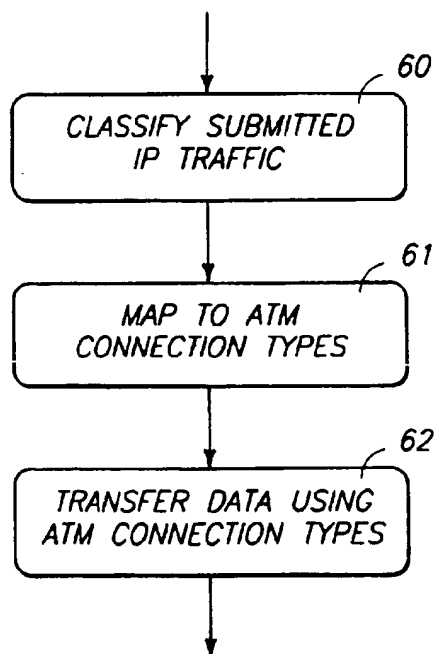 60
CLASSIFY SUBMITTED
IP TRAFFIC
61
MAP TO ATM
CONNECTION TYPES
62
TRANSFER DATA USING
ATM CONNECTION TYPES